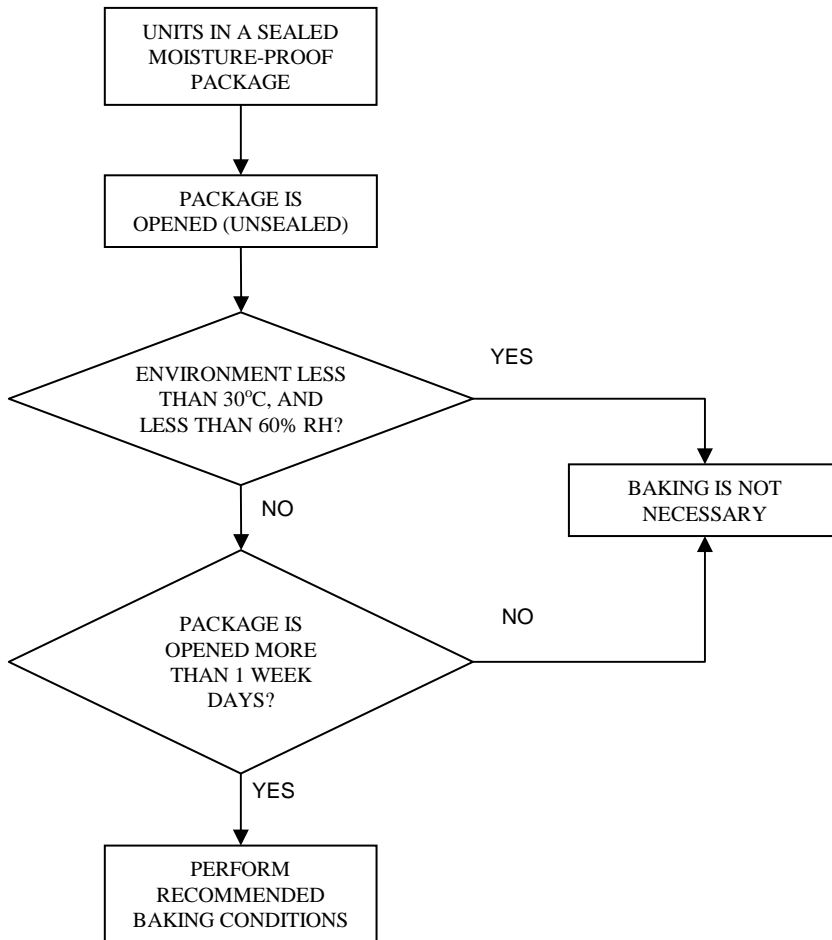 UNITS IN A SEALED
MOISTURE-PROOF
PACKAGE
PACKAGE IS
OPENED (UNSEALED)
ENVIRONMENT LESS
THAN 30°C, AND
LESS THAN 60% RH?
YES
BAKING IS NOT
NECESSARY
NO
PACKAGE IS
OPENED MORE
THAN 1 WEEK
DAYS?
NO
YES
PERFORM
RECOMMENDED
BAKING CONDITIONS